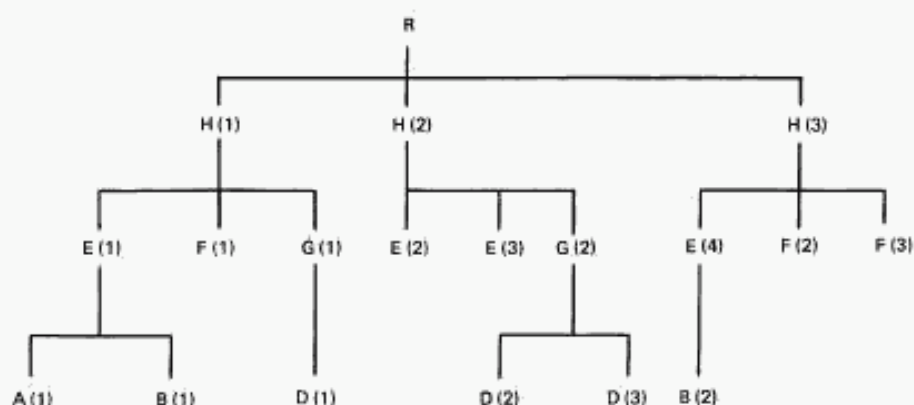 R
H (1) H (2) H (3)
E (1) F (1) G (1) E (2) E (3) G (2) E (4) F (2) F (3)
A (1) B (1) D (1) D (2) D (3) B (2)